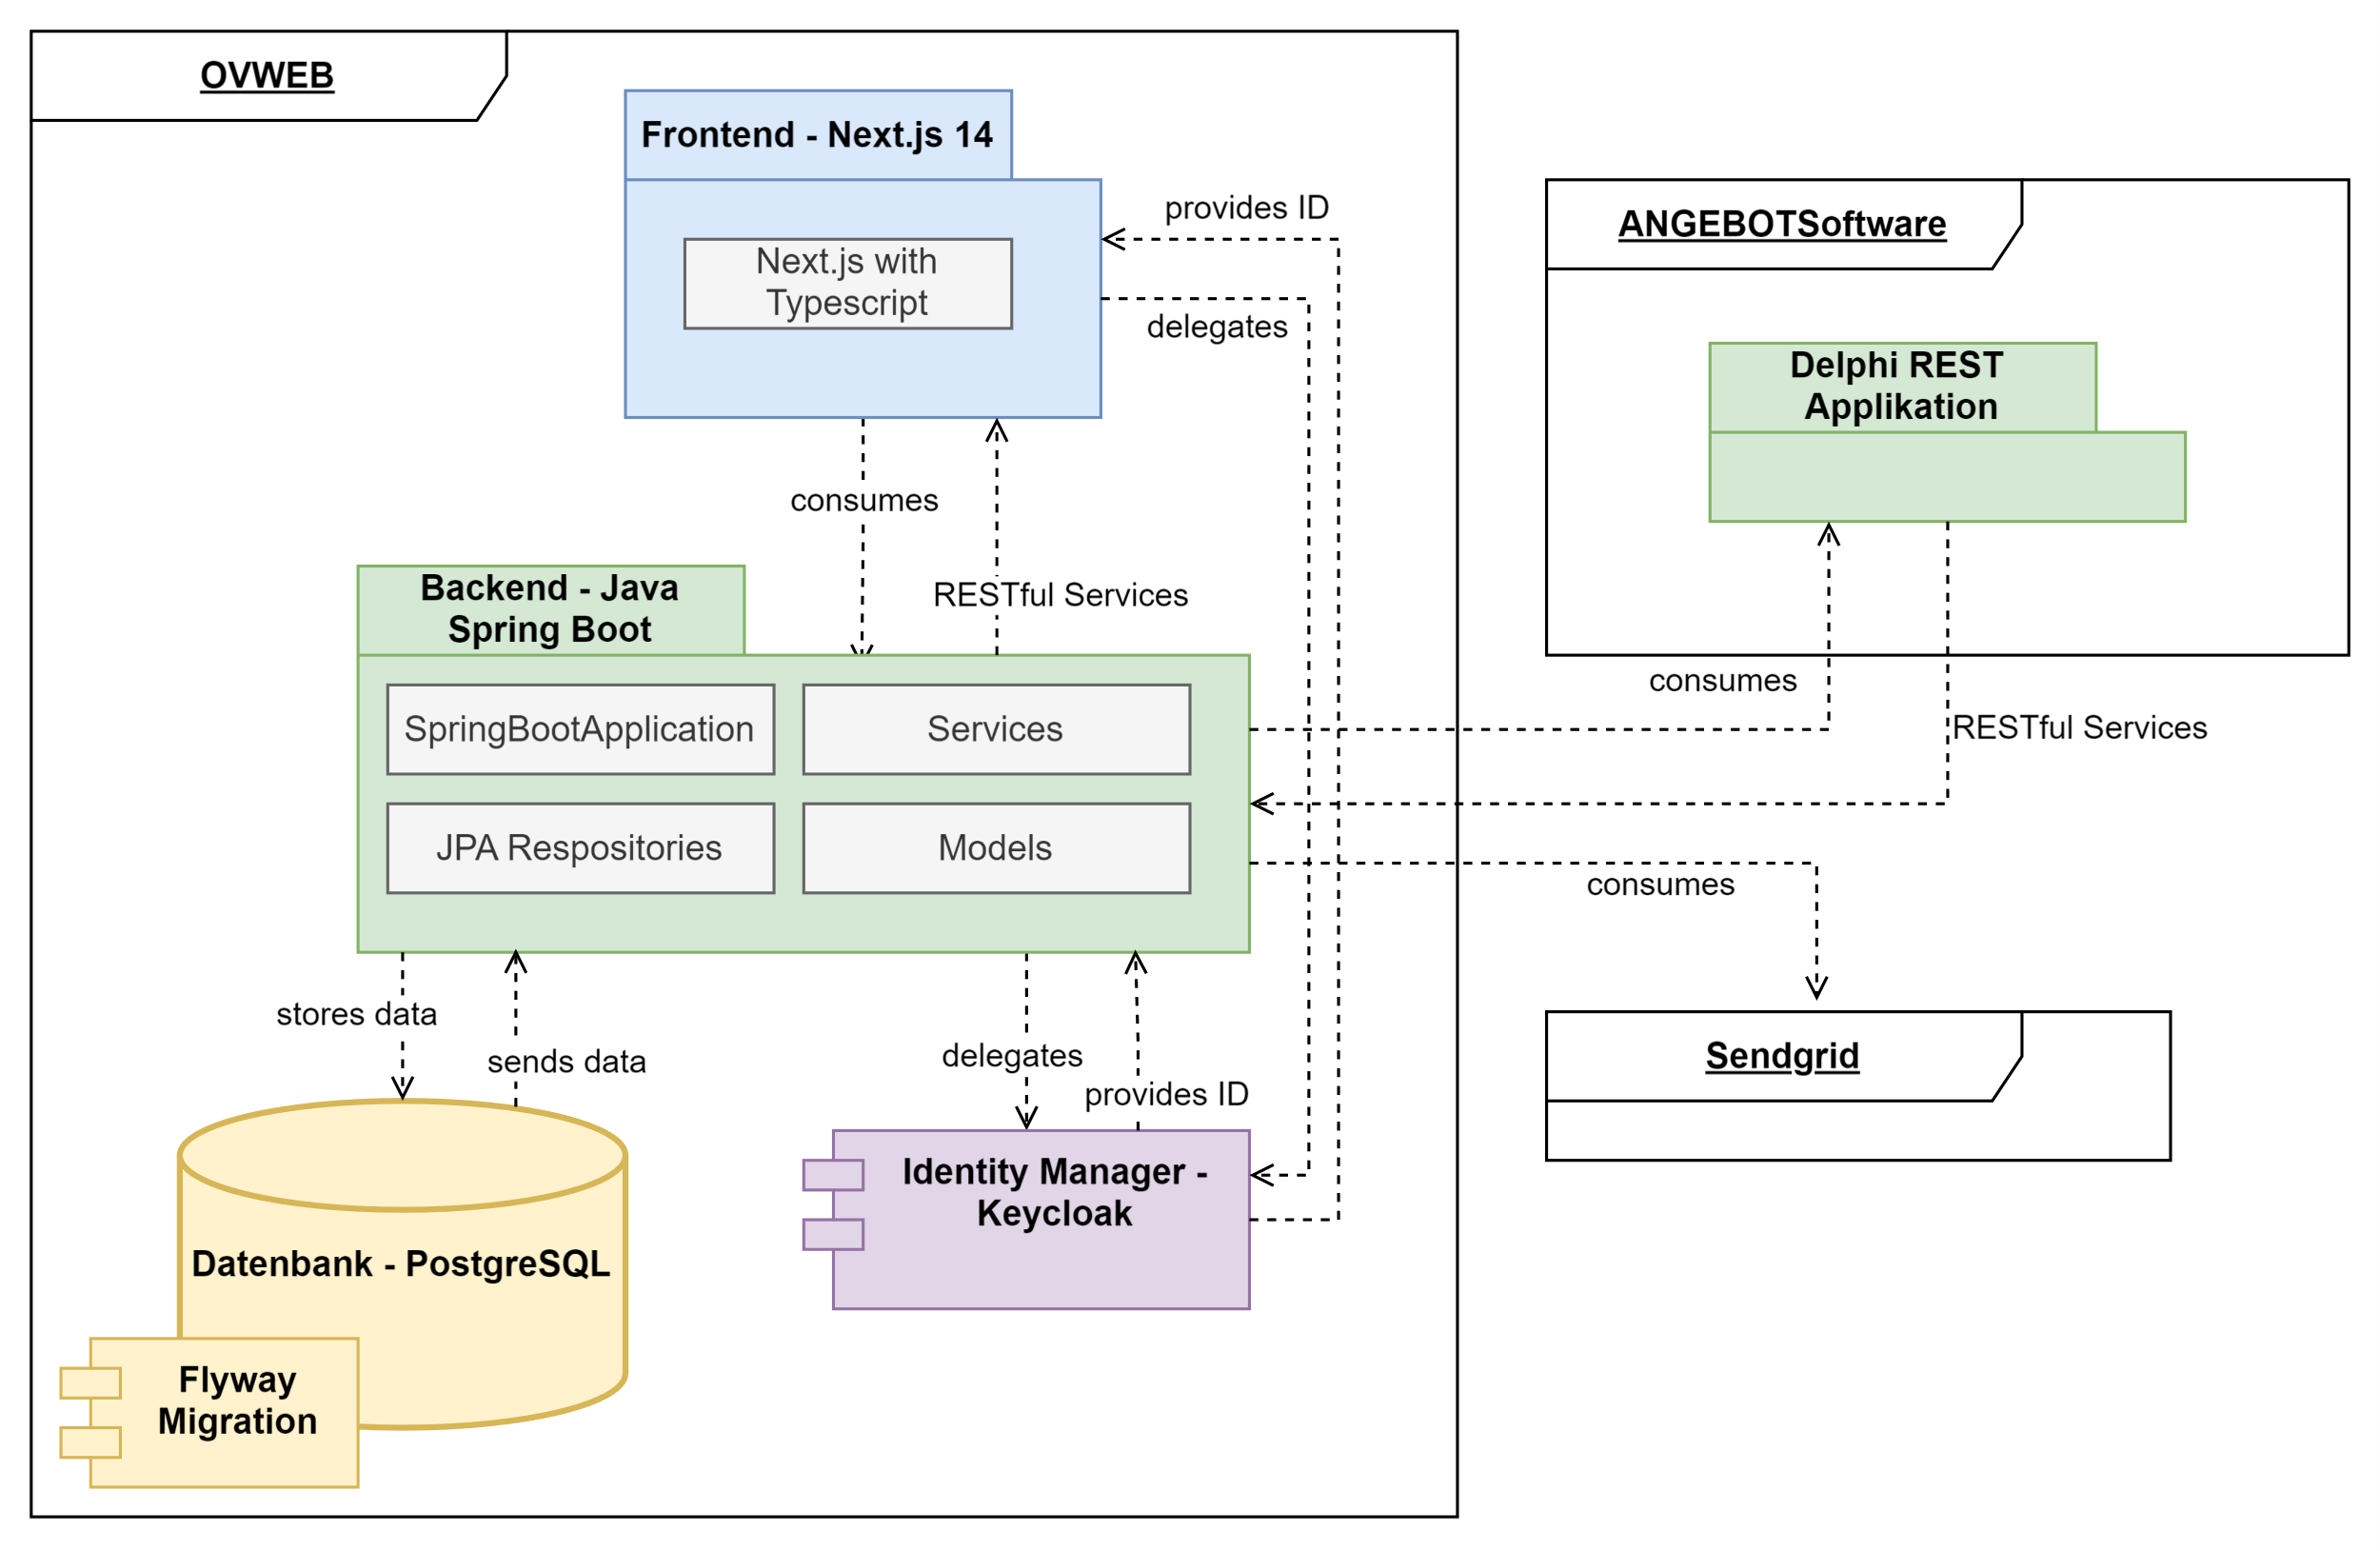 OVWEB
Frontend - Next.js 14
Next.js with
Typescript
provides ID
delegates
consumes
RESTful Services
Backend - Java
Spring Boot
SpringBootApplication
Services
JPA Respositories
Models
stores data
sends data
delegates
provides ID
Datenbank - PostgreSQL
Flyway
Migration
Identity Manager -
Keycloak
ANGEBOTSoftware
Delphi REST
Applikation
consumes
RESTful Services
consumes
Sendgrid